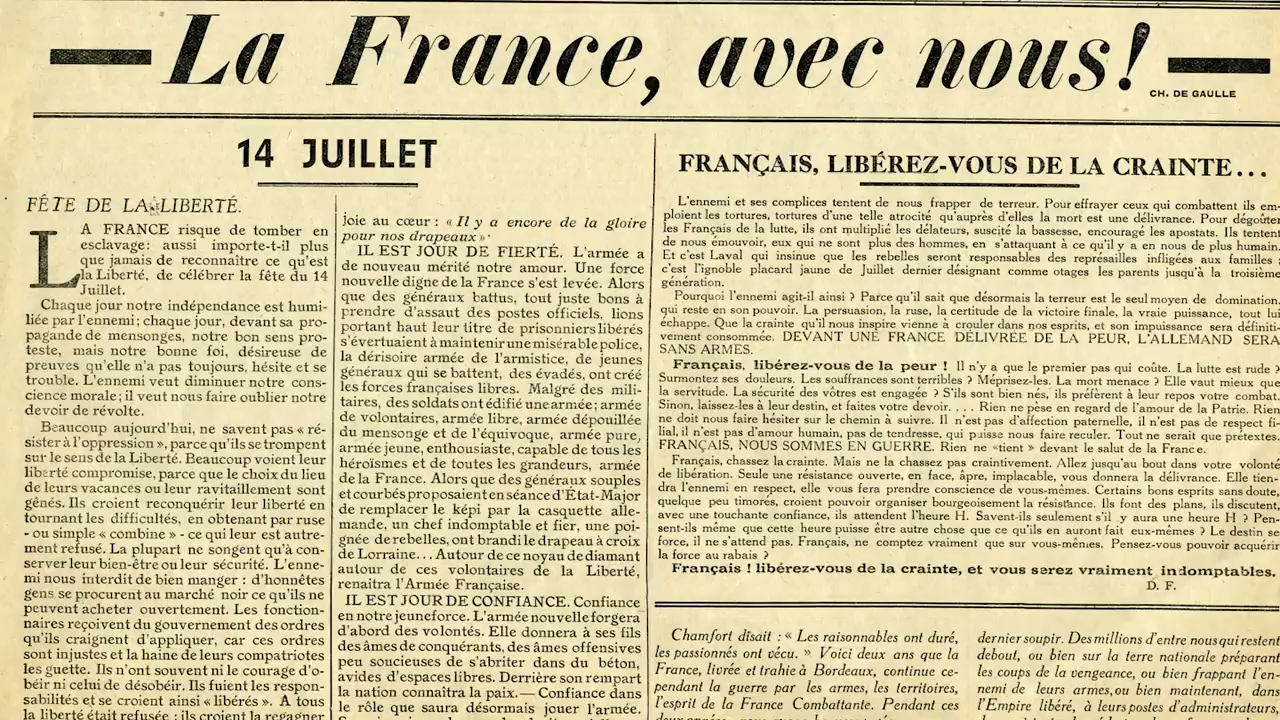 La France, avec nous!
CH. DE GAULLE
14 JUILLET
FÊTE DE LA LIBERTÉ.
LA FRANCE risque de tomber en
esclavage: aussi importe-t-il plus
que jamais de reconnaître ce qu'est
la Liberté, de célébrer la fête du 14
Juillet.
Chaque jour notre indépendance est humi-
liée par l'ennemi; chaque jour, devant sa pro-
pagande de mensonges, notre bon sens pro-
teste, mais notre bonne foi, désireuse de
preuves qu'elle n'a pas toujours, hésite et se
trouble. L'ennemi veut diminuer notre cons-
cience morale; il veut nous faire oublier notre
devoir de révolte.
Beaucoup aujourd'hui, ne savent pas « ré-
sister à l'oppression », parce qu'ils se trompent
sur le sens de la Liberté. Beaucoup voient leur
liberté compromise, parce que le choix du lieu
de leurs vacances ou leur ravitaillement sont
gênés. Ils croient reconquérir leur liberté en
tournant les difficultés, en obtenant par ruse
- ou simple « combine » - ce qui leur est autre-
ment refusé. La plupart ne songent qu'à con-
server leur bien-être ou leur sécurité. L'enne-
mi nous interdit de bien manger : d'honnêtes
gens se procurent au marché noir ce qu'ils ne
peuvent acheter ouvertement. Les fonction-
naires reçoivent du gouvernement des ordres
qu'ils craignent d'appliquer, car ces ordres
sont injustes et la haine de leurs compatriotes
les guette. Ils n'ont souvent ni le courage d'o-
béir ni celui de désobéir. Ils fuient les respon-
sabilités et se croient ainsi « libérés ». A tous
la liberté était refusée : ils croient la regagner
joie au cœur : « Il y a encore de la gloire
pour nos drapeaux »·
IL EST JOUR DE FIERTÉ. L'armée a
de nouveau mérité notre amour. Une force
nouvelle digne de la France s'est levée. Alors
que des généraux battus, tout juste bons à
prendre d'assaut des postes officiels, lions
portant haut leur titre de prisonniers libérés
s'évertuaient à maintenir une misérable police,
la dérisoire armée de l'armistice, de jeunes
généraux qui se battent, des évadés, ont créé
les forces françaises libres. Malgré des mili-
taires, des soldats ont édifié une armée; armée
de volontaires, armée libre, armée dépouillée
du mensonge et de l'équivoque, armée pure,
armée jeune, enthousiaste, capable de tous les
héroïsmes et de toutes les grandeurs, armée
de la France. Alors que des généraux souples
et courbés proposaient en séance d'État-Major
de remplacer le képi par la casquette alle-
mande, un chef indomptable et fier, une poi-
gnée de rebelles, ont brandi le drapeau à croix
de Lorraine... Autour de ce noyau de diamant
autour de ces volontaires de la Liberté,
renaîtra l'Armée Française.
IL EST JOUR DE CONFIANCE. Confiance
en notre jeune force. L'armée nouvelle forgera
d'abord des volontés. Elle donnera à ses fils
des âmes de conquérants, des âmes offensives
peu soucieuses de s'abriter dans du béton,
avides d'espaces libres. Derrière son rempart
la nation connaîtra la paix.— Confiance dans
le rôle que saura désormais jouer l'armée.
FRANÇAIS, LIBÉREZ-VOUS DE LA CRAINTE...
L'ennemi et ses complices tentent de nous frapper de terreur. Pour effrayer ceux qui combattent ils em-
ploient les tortures, tortures d'une telle atrocité qu'auprès d'elles la mort est une délivrance. Pour dégoûter
les Français de la lutte, ils ont multiplié les délateurs, suscité la bassesse, encouragé les apostats. Ils tentent
de nous émouvoir, eux qui ne sont plus des hommes, en s'attaquant à ce qu'il y a en nous de plus humain.
Et c'est Laval qui insinue que les rebelles seront responsables des représailles infligées aux familles ;
c'est l'ignoble placard jaune de Juillet dernier désignant comme otages les parents jusqu'à la troisième
génération.
Pourquoi l'ennemi agit-il ainsi ? Parce qu'il sait que désormais la terreur est le seul moyen de domination
qui reste en son pouvoir. La persuasion, la ruse, la certitude de la victoire finale, la vraie puissance, tout lui
échappe. Que la crainte qu'il nous inspire vienne à crouler dans nos esprits, et son impuissance sera définiti-
vement consommée. DEVANT UNE FRANCE DÉLIVRÉE DE LA PEUR, L'ALLEMAND SERA
SANS ARMES.
Français, libérez-vous de la peur ! Il n'y a que le premier pas qui coûte. La lutte est rude ?
Surmontez ses douleurs. Les souffrances sont terribles ? Méprisez-les. La mort menace ? Elle vaut mieux que
la servitude. La sécurité des vôtres est engagée ? S'ils sont bien nés, ils préfèrent à leur repos votre combat.
Sinon, laissez-les à leur destin, et faites votre devoir. . . . Rien ne pèse en regard de l'amour de la Patrie. Rien
ne doit nous faire hésiter sur le chemin à suivre. Il n'est pas d'affection paternelle, il n'est pas de respect fi-
lial, il n'est pas d'amour humain, pas de tendresse, qui puisse nous faire reculer. Tout ne serait que prétextes.
FRANÇAIS, NOUS SOMMES EN GUERRE. Rien ne «tient» devant le salut de la France.
Français, chassez la crainte. Mais ne la chassez pas craintivement. Allez jusqu'au bout dans votre volonté
de libération. Seule une résistance ouverte, en face, âpre, implacable, vous donnera la délivrance. Elle tien-
dra l'ennemi en respect, elle vous fera prendre conscience de vous-mêmes. Certains bons esprits sans doute,
quelque peu timorés, croient pouvoir organiser bourgeoisement la résistance. Ils font des plans, ils discutent,
avec une touchante confiance, ils attendent l'heure H. Savent-ils seulement s'il y aura une heure H ? Pen-
sent-ils même que cette heure puisse être autre chose que ce qu'ils en auront fait eux-mêmes ? Le destin se
force, il ne s'attend pas. Français, ne comptez vraiment que sur vous-mêmes. Pensez-vous pouvoir acquérir
la force au rabais ?
Français ! libérez-vous de la crainte, et vous serez vraiment indomptables.
D. F.
Chamfort disait : « Les raisonnables ont duré,
les passionnés ont vécu. » Voici deux ans que la
France, livrée et trahie à Bordeaux, continue ce-
pendant la guerre par les armes, les territoires,
l'esprit de la France Combattante. Pendant ces
dernier soupir. Des millions d'entre nous qui restent
debout, ou bien sur la terre nationale préparant
les coups de la vengeance, ou bien frappant l'en-
nemi de leurs armes, ou bien maintenant, dans
l'Empire libéré, à leurs postes d'administrateurs,